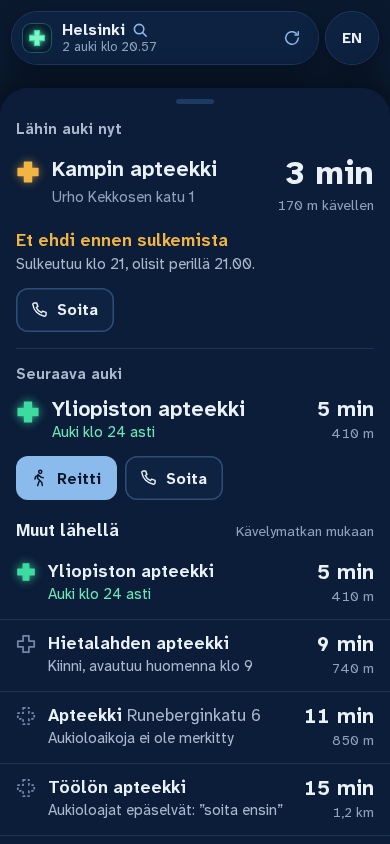 Helsinki
2 auki klo 20.57
EN
Lähin auki nyt
Kampin apteekki
3 min
Urho Kekkosen katu 1
170 m kävellen
Et ehdi ennen sulkemista
Sulkeutuu klo 21, olisit perillä 21.00.
Soita
Seuraava auki
Yliopiston apteekki
5 min
Auki klo 24 asti
410 m
Reitti
Soita
Muut lähellä
Kävelymatkan mukaan
Yliopiston apteekki
5 min
Auki klo 24 asti
410 m
Hietalahden apteekki
9 min
Kiinni, avautuu huomenna klo 9
740 m
Apteekki Runeberginkatu 6
11 min
Aukioloaikoja ei ole merkitty
850 m
Töölön apteekki
15 min
Aukioloajat epäselvät: ”soita ensin”
1,2 km